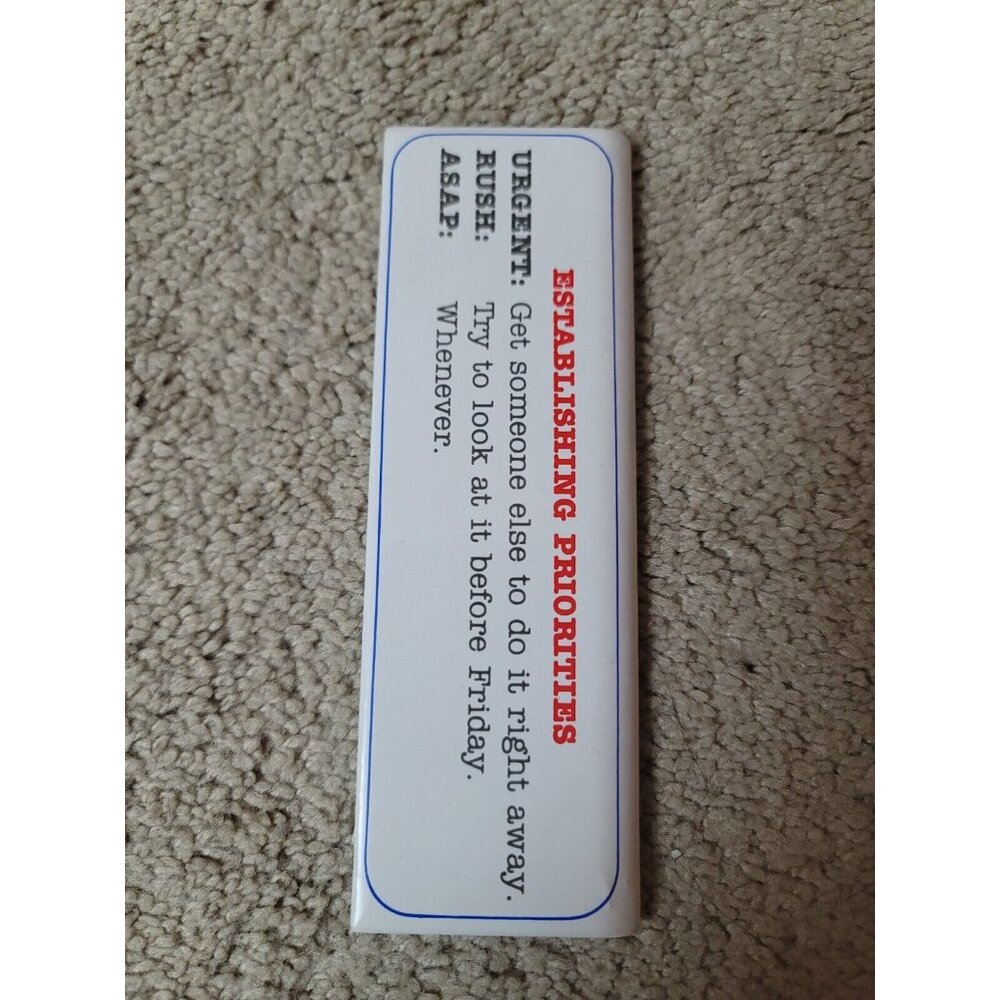 ESTABLISHING PRIORITIES
URGENT: Get someone else to do it right away.
RUSH: Try to look at it before Friday.
ASAP: Whenever.